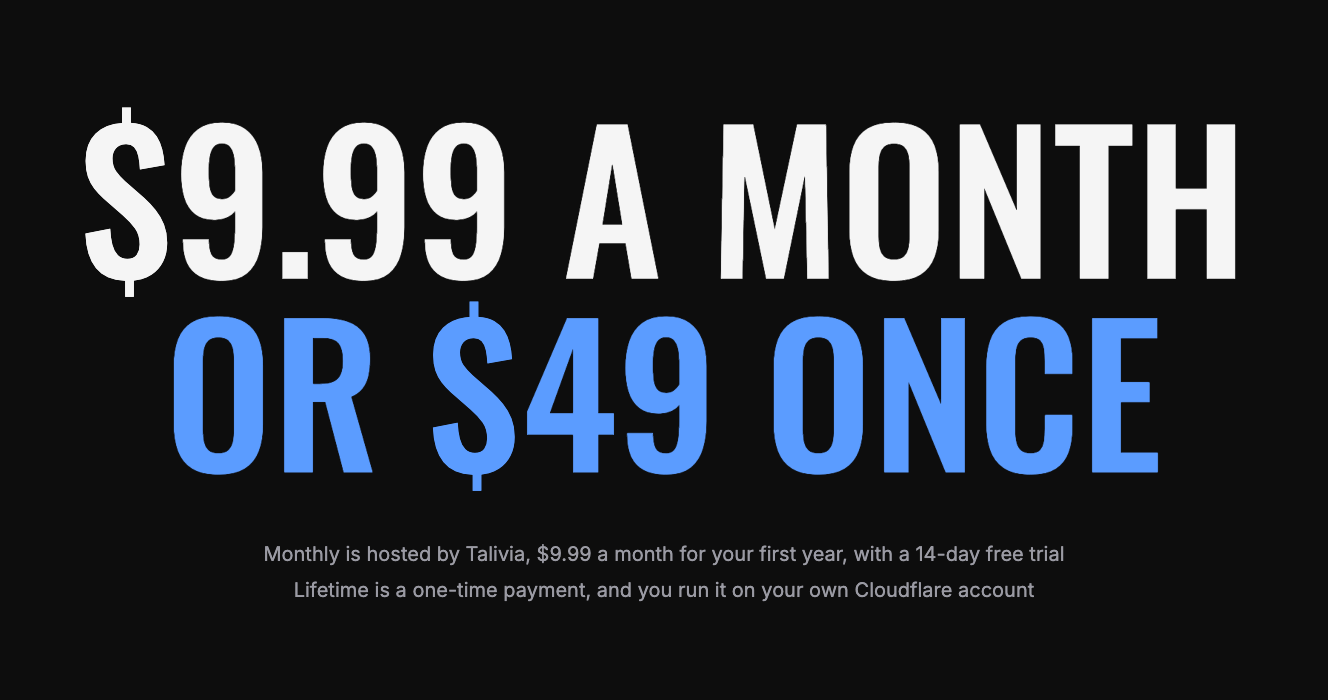 $9.99 A MONTH
OR $49 ONCE
Monthly is hosted by Talivia, $9.99 a month for your first year, with a 14-day free trial
Lifetime is a one-time payment, and you run it on your own Cloudflare account